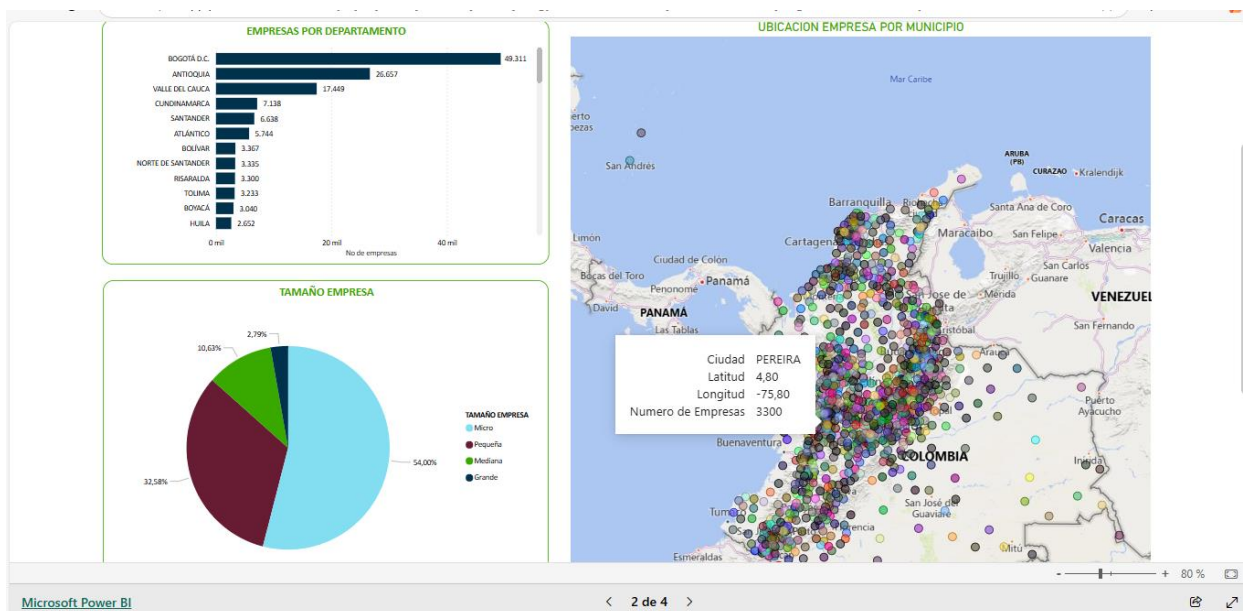 EMPRESAS POR DEPARTAMENTO
BOGOTÁ D.C. 49.311
ANTIOQUIA 26.657
VALLE DEL CAUCA 17.449
CUNDINAMARCA 7.138
SANTANDER 6.638
ATLÁNTICO 5.744
BOLÍVAR 3.367
NORTE DE SANTANDER 3.335
RISARALDA 3.300
TOLIMA 3.233
BOYACÁ 3.040
HUILA 2.652
0 mil 20 mil 40 mil
No de empresas
TAMAÑO EMPRESA
2,79%
10,63%
32,58%
54,00%
TAMAÑO EMPRESA
Micro
Pequeña
Mediana
Grande
UBICACION EMPRESA POR MUNICIPIO
Mar Caribe
San Andrés
ARUBA
(PB)
CURAZAO
Kralendijk
Barranquilla
Santa Ana de Coro
Caracas
Maracaibo
San Felipe
Valencia
Cartagena
Limón
Ciudad de Colón
San Carlos
Bocas del Toro
Panamá
Trujillo
Guanare
Penonomé
Mérida
David
PANAMÁ
VENEZUEL
Las Tablas
San Fernando
Arauca
Ciudad PEREIRA
Latitud 4,80
Longitud -75,80
Numero de Empresas 3300
Puerto
Ayacucho
Buenaventura
COLOMBIA
Inírida
San José del
Guaviare
Mitú
Esmeraldas
- + 80 %
Microsoft Power BI
< 2 de 4 >